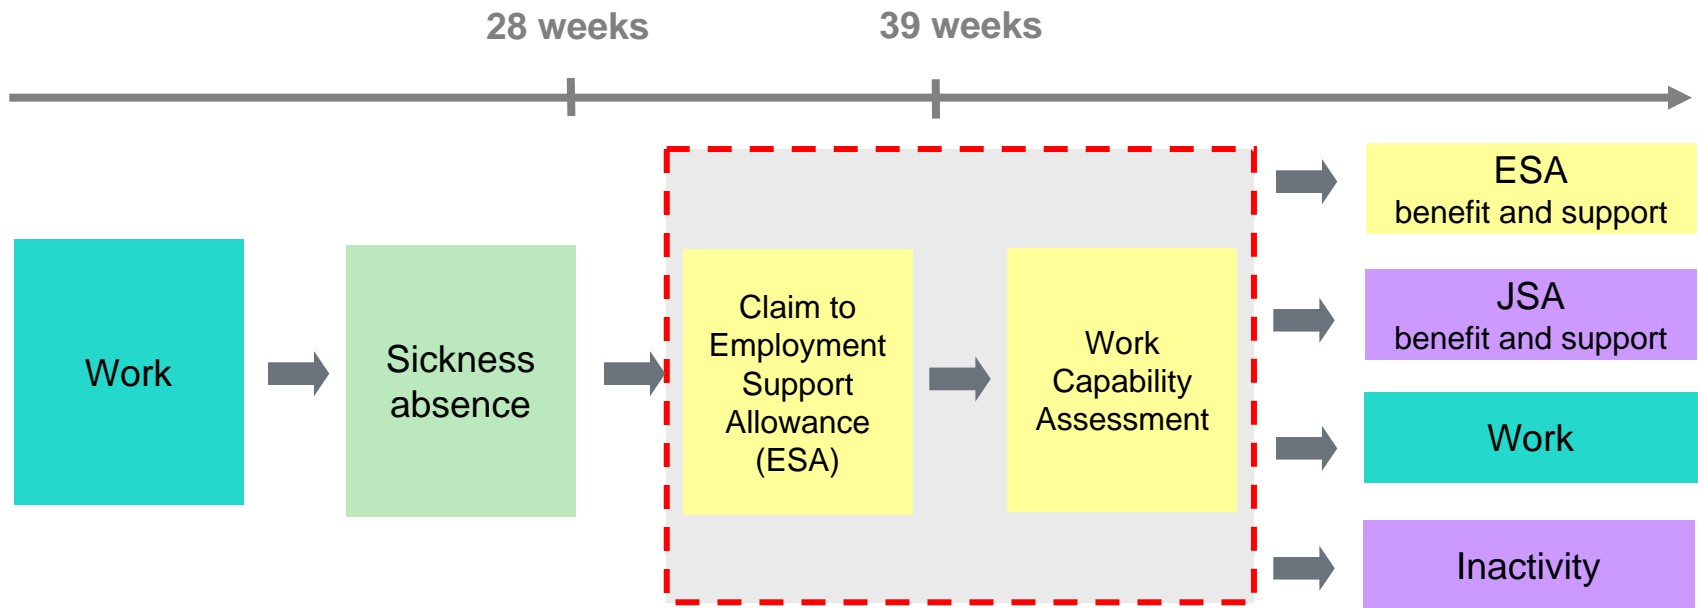 28 weeks
39 weeks
Work
Sickness
absence
Claim to
Employment
Support
Allowance
(ESA)
Work
Capability
Assessment
ESA
benefit and support
JSA
benefit and support
Work
Inactivity